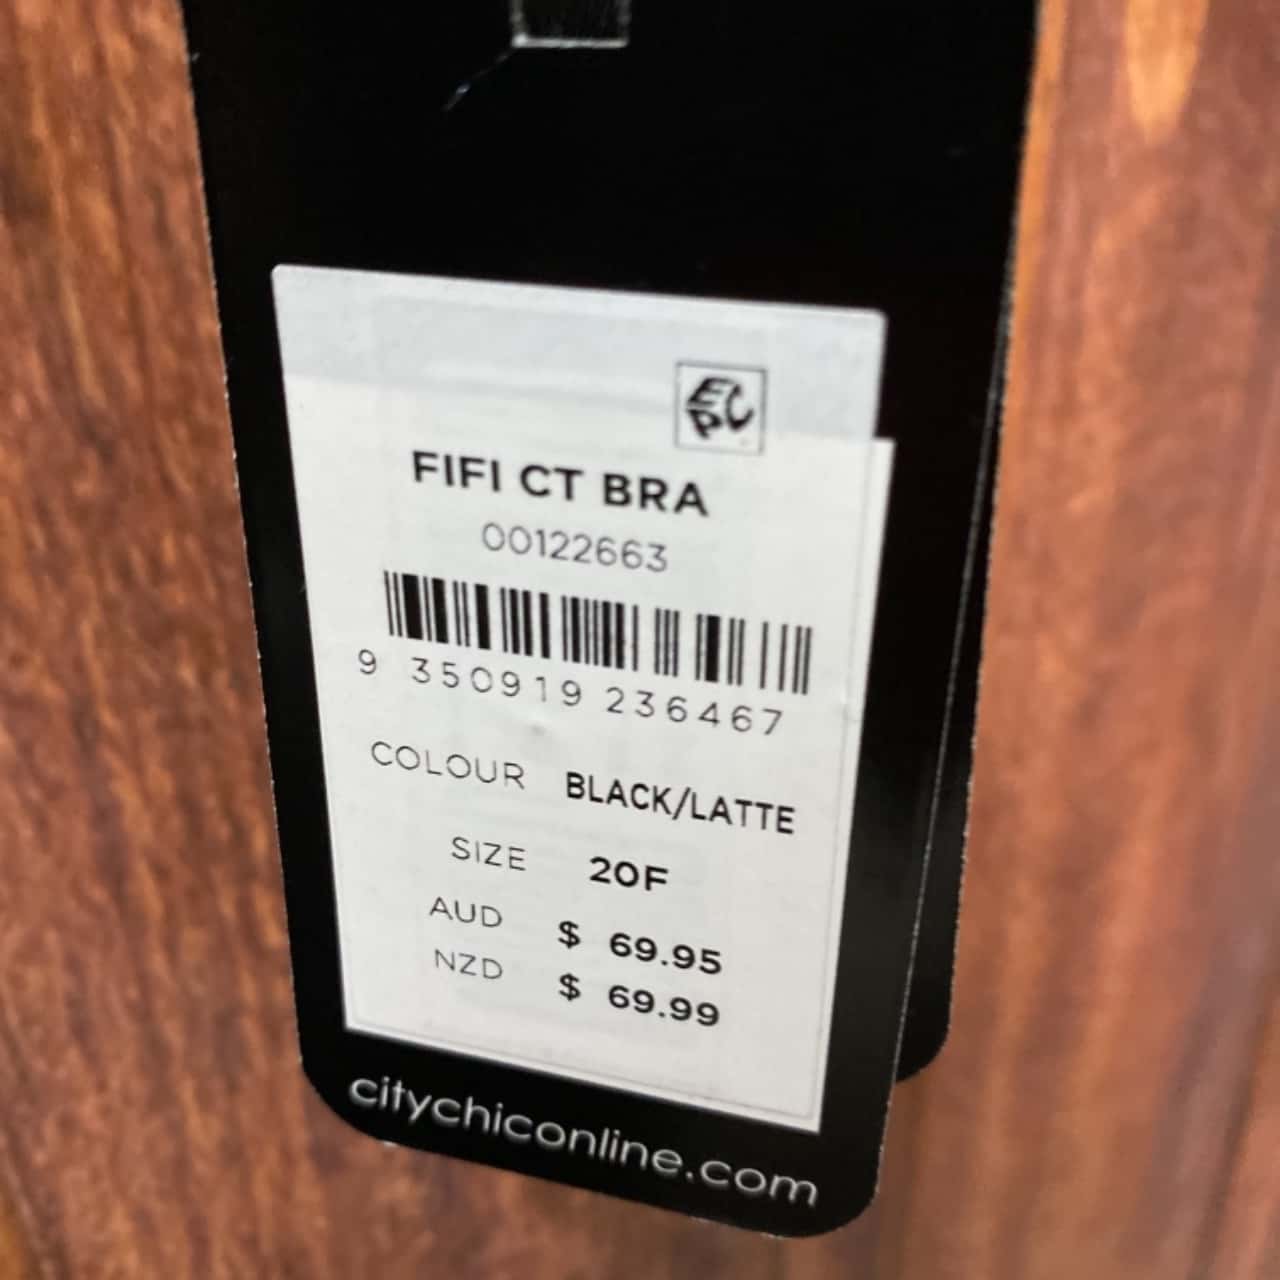 EPC
FIFI CT BRA
00122663
9 350919 236467
COLOUR BLACK/LATTE
SIZE 20F
AUD $ 69.95
NZD $ 69.99
citychiconline.com